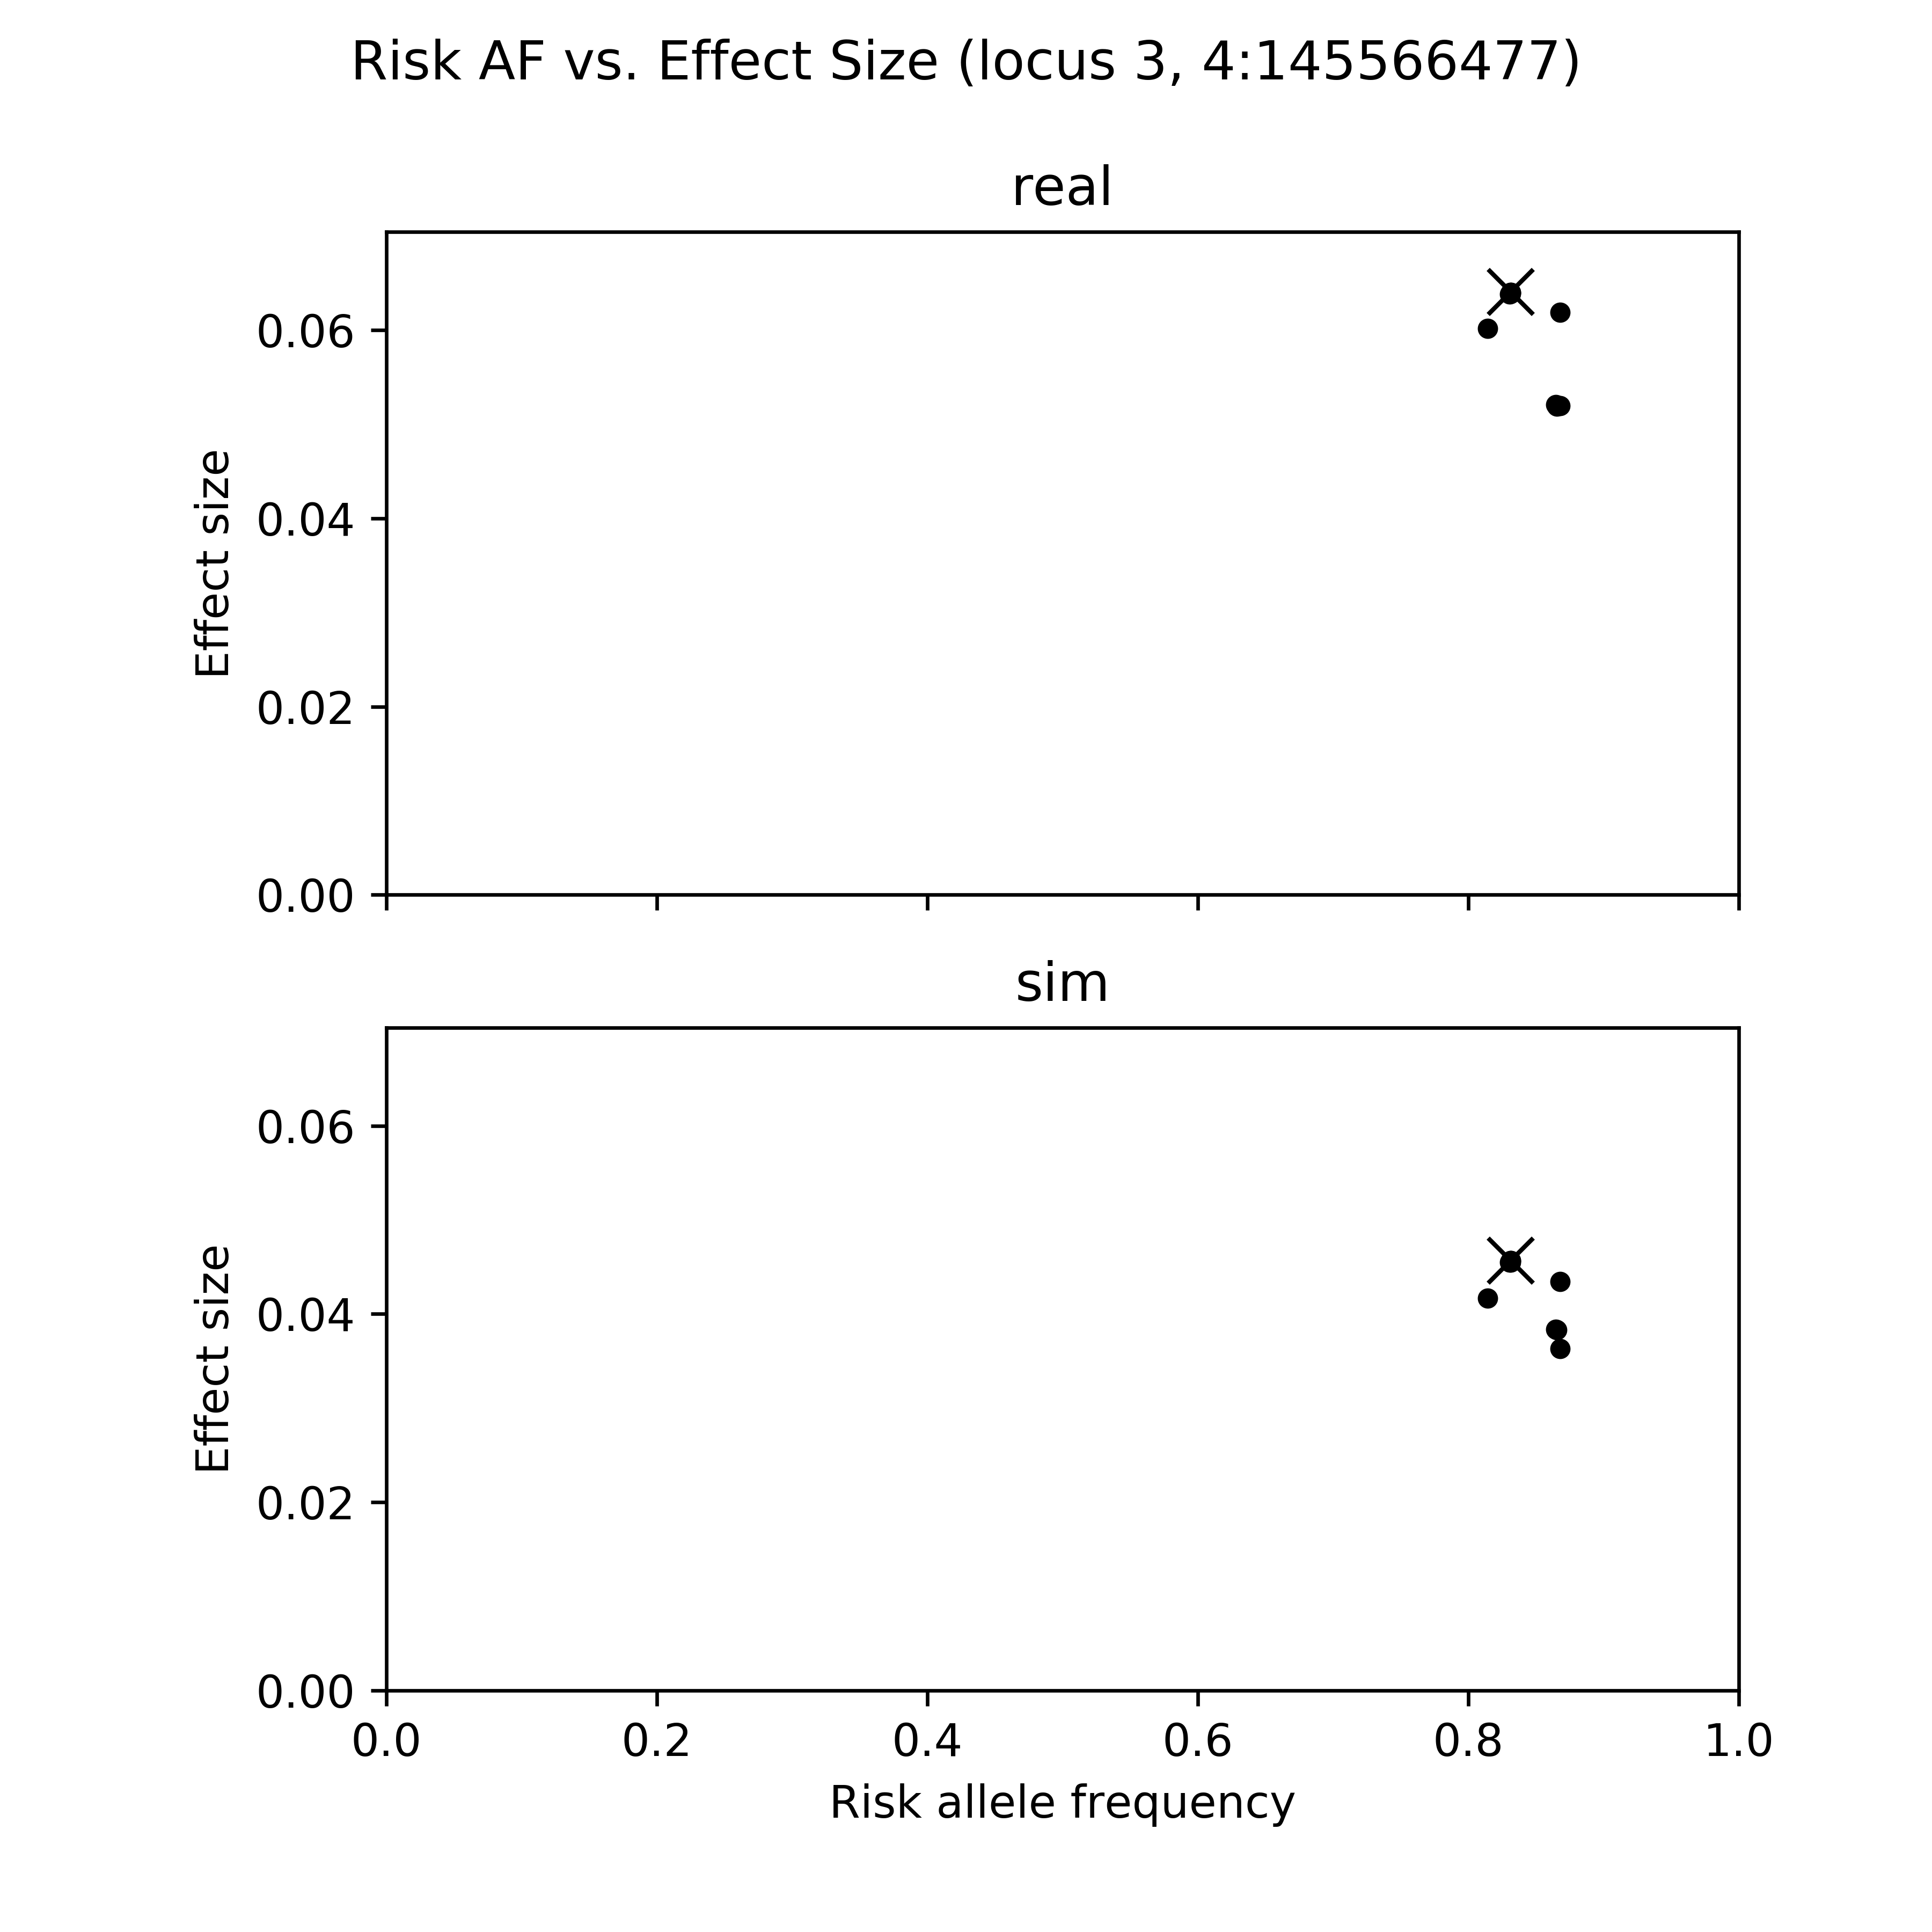 Risk AF vs. Effect Size (locus 3, 4:145566477)
real
Effect size
0.06
0.04
0.02
0.00
sim
Effect size
0.06
0.04
0.02
0.00
0.0 0.2 0.4 0.6 0.8 1.0
Risk allele frequency